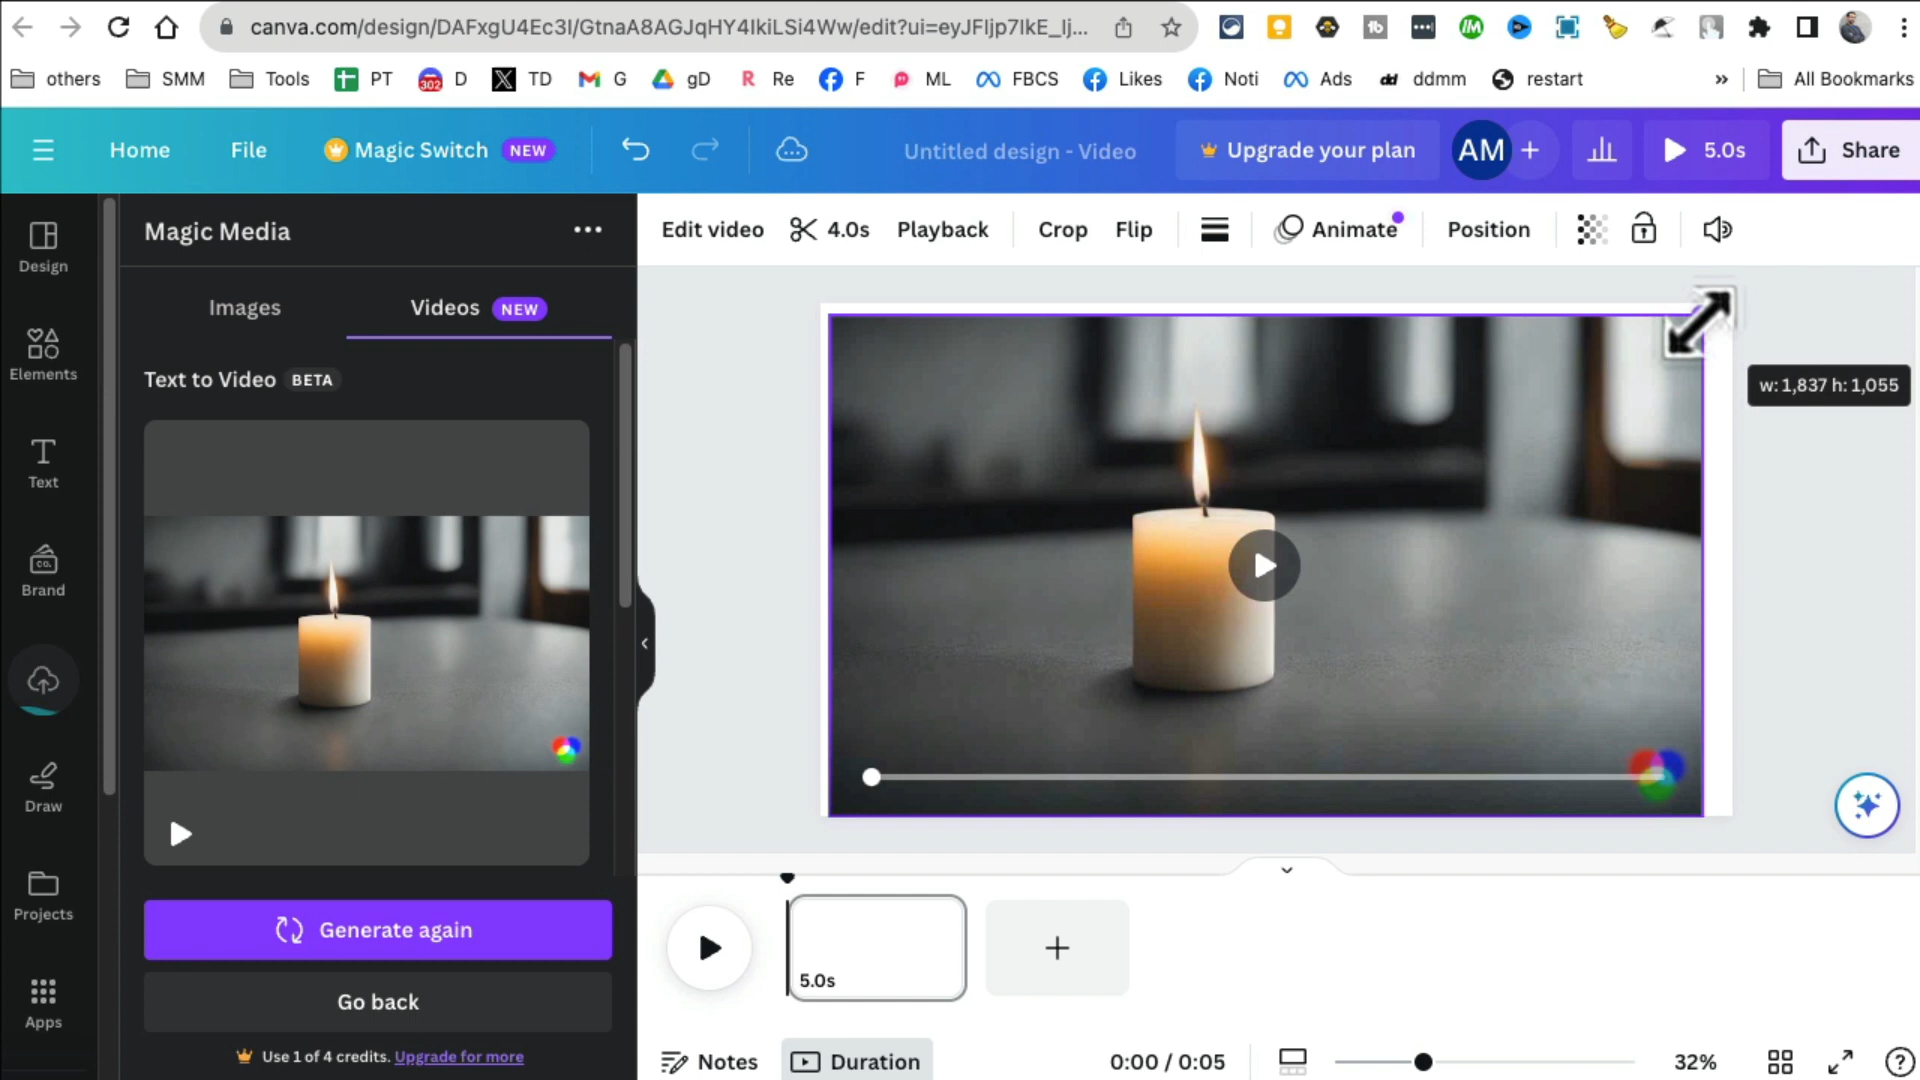 canva.com/design/DAFxgU4Ec3I/GtnaA8AGJqHY4IkiLSi4Ww/edit?ui=eyJFIjp7IkE_Ij...
others SMM Tools PT 302 D TD G gD R Re F ML FBCS Likes Noti Ads dd ddmm restart » All Bookmarks
Home File Magic Switch NEW Untitled design - Video Upgrade your plan AM + 5.0s Share
Edit video 4.0s Playback Crop Flip Animate Position
Design
Elements
Text
Brand
Draw
Projects
Apps
Magic Media
Images Videos NEW
Text to Video BETA
Generate again
Go back
Use 1 of 4 credits. Upgrade for more
w: 1,837 h: 1,055
5.0s
Notes Duration 0:00 / 0:05 32%